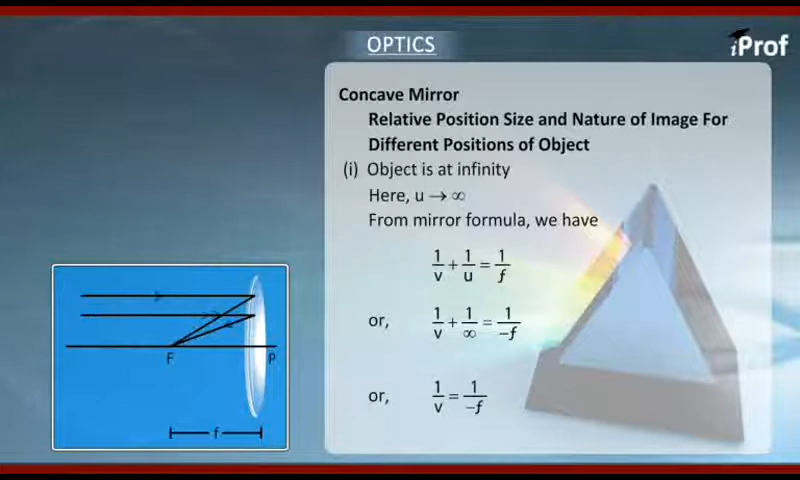 OPTICS
iProf
Concave Mirror
Relative Position Size and Nature of Image For
Different Positions of Object
(i) Object is at infinity
Here, u → ∞
From mirror formula, we have
1/v + 1/u = 1/f
or, 1/v + 1/∞ = 1/–f
or, 1/v = 1/–f
F P
f